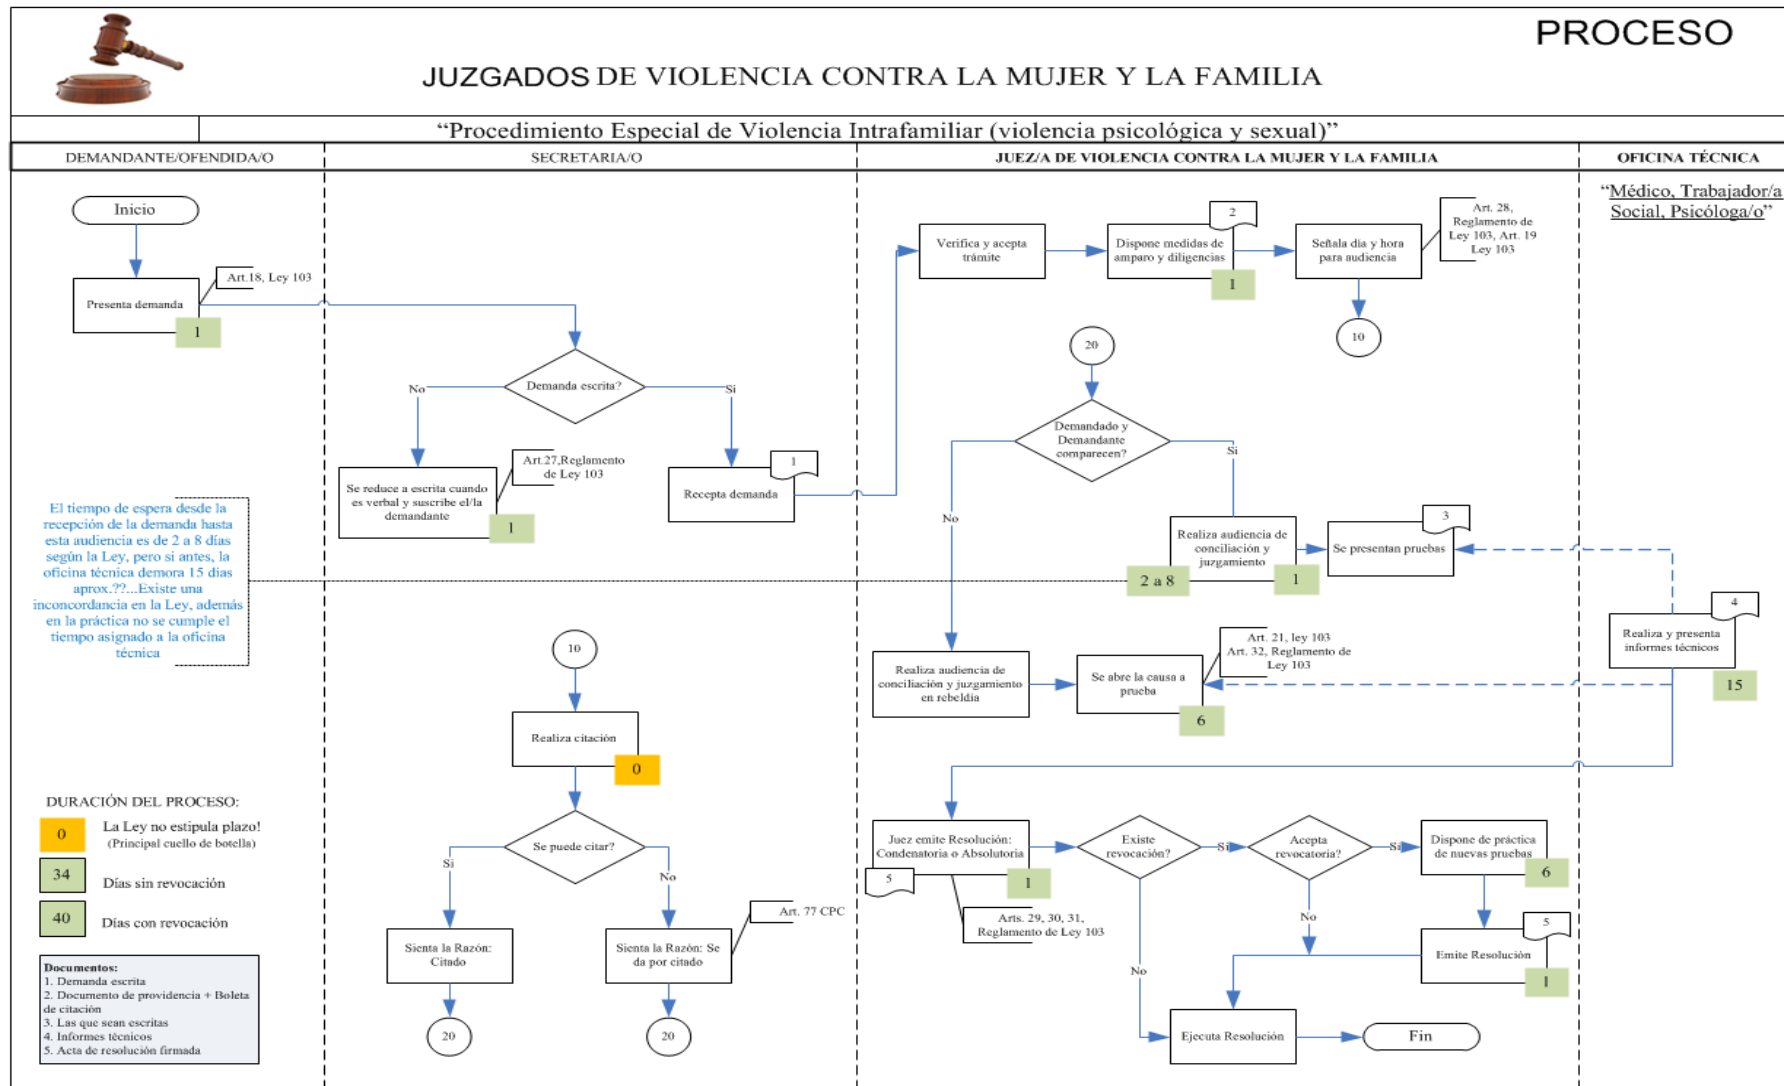 PROCESO
JUZGADOS DE VIOLENCIA CONTRA LA MUJER Y LA FAMILIA
“Procedimiento Especial de Violencia Intrafamiliar (violencia psicológica y sexual)”
DEMANDANTE/OFENDIDA/O
SECRETARIA/O
JUEZ/A DE VIOLENCIA CONTRA LA MUJER Y LA FAMILIA
OFICINA TÉCNICA
“Médico, Trabajador/a
Social, Psicóloga/o”
Inicio
Art.18, Ley 103
Presenta demanda
1
Demanda escrita?
No
Si
Art.27,Reglamento
de Ley 103
Se reduce a escrita cuando
es verbal y suscribe el/la
demandante
1
1
Recepta demanda
Verifica y acepta
trámite
2
Dispone medidas de
amparo y diligencias
1
Señala día y hora
para audiencia
Art. 28,
Reglamento de
Ley 103, Art. 19
Ley 103
10
20
Demandado y
Demandante
comparecen?
Si
No
Realiza audiencia de
conciliación y
juzgamiento
2 a 8
1
3
Se presentan pruebas
4
Realiza y presenta
informes técnicos
15
El tiempo de espera desde la
recepción de la demanda hasta
esta audiencia es de 2 a 8 días
según la Ley, pero si antes, la
oficina técnica demora 15 días
aprox.??...Existe una
inconcordancia en la Ley, además
en la práctica no se cumple el
tiempo asignado a la oficina
técnica
Realiza audiencia de
conciliación y juzgamiento
en rebeldía
Se abre la causa a
prueba
6
Art. 21, ley 103
Art. 32, Reglamento de
Ley 103
10
Realiza citación
0
Se puede citar?
Si
No
Art. 77 CPC
Sienta la Razón:
Citado
Sienta la Razón: Se
da por citado
20
20
Juez emite Resolución:
Condenatoria o Absolutoria
5
1
Arts. 29, 30, 31,
Reglamento de Ley 103
Existe
revocación?
Si
No
Acepta
revocatoria?
Si
No
Dispone de práctica
de nuevas pruebas
6
5
Emite Resolución
1
Ejecuta Resolución
Fin
DURACIÓN DEL PROCESO:
0
La Ley no estipula plazo!
(Principal cuello de botella)
34
Días sin revocación
40
Días con revocación
Documentos:
1. Demanda escrita
2. Documento de providencia + Boleta
de citación
3. Las que sean escritas
4. Informes técnicos
5. Acta de resolución firmada